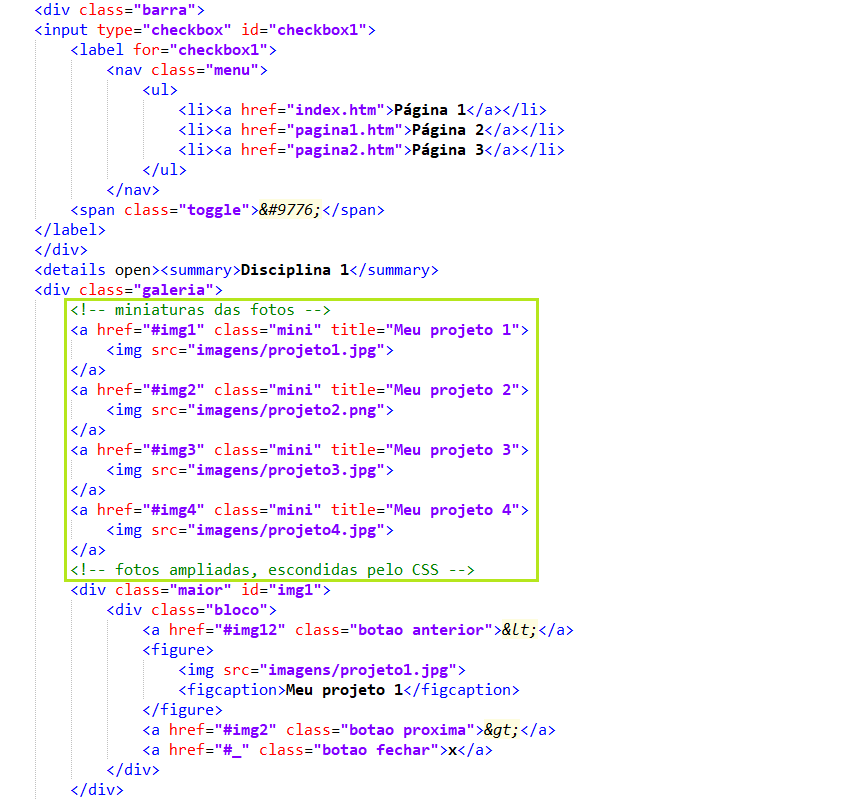 <div class="barra">
<input type="checkbox" id="checkbox1">
<label for="checkbox1">
<nav class="menu">
<ul>
<li><a href="index.htm">Página 1</a></li>
<li><a href="pagina1.htm">Página 2</a></li>
<li><a href="pagina2.htm">Página 3</a></li>
</ul>
</nav>
<span class="toggle">&#9776;</span>
</label>
</div>
<details open><summary>Disciplina 1</summary>
<div class="galeria">
<!-- miniaturas das fotos -->
<a href="#img1" class="mini" title="Meu projeto 1">
<img src="imagens/projeto1.jpg">
</a>
<a href="#img2" class="mini" title="Meu projeto 2">
<img src="imagens/projeto2.png">
</a>
<a href="#img3" class="mini" title="Meu projeto 3">
<img src="imagens/projeto3.jpg">
</a>
<a href="#img4" class="mini" title="Meu projeto 4">
<img src="imagens/projeto4.jpg">
</a>
<!-- fotos ampliadas, escondidas pelo CSS -->
<div class="maior" id="img1">
<div class="bloco">
<a href="#img12" class="botao anterior">&lt;</a>
<figure>
<img src="imagens/projeto1.jpg">
<figcaption>Meu projeto 1</figcaption>
</figure>
<a href="#img2" class="botao proxima">&gt;</a>
<a href="#_" class="botao fechar">x</a>
</div>
</div>